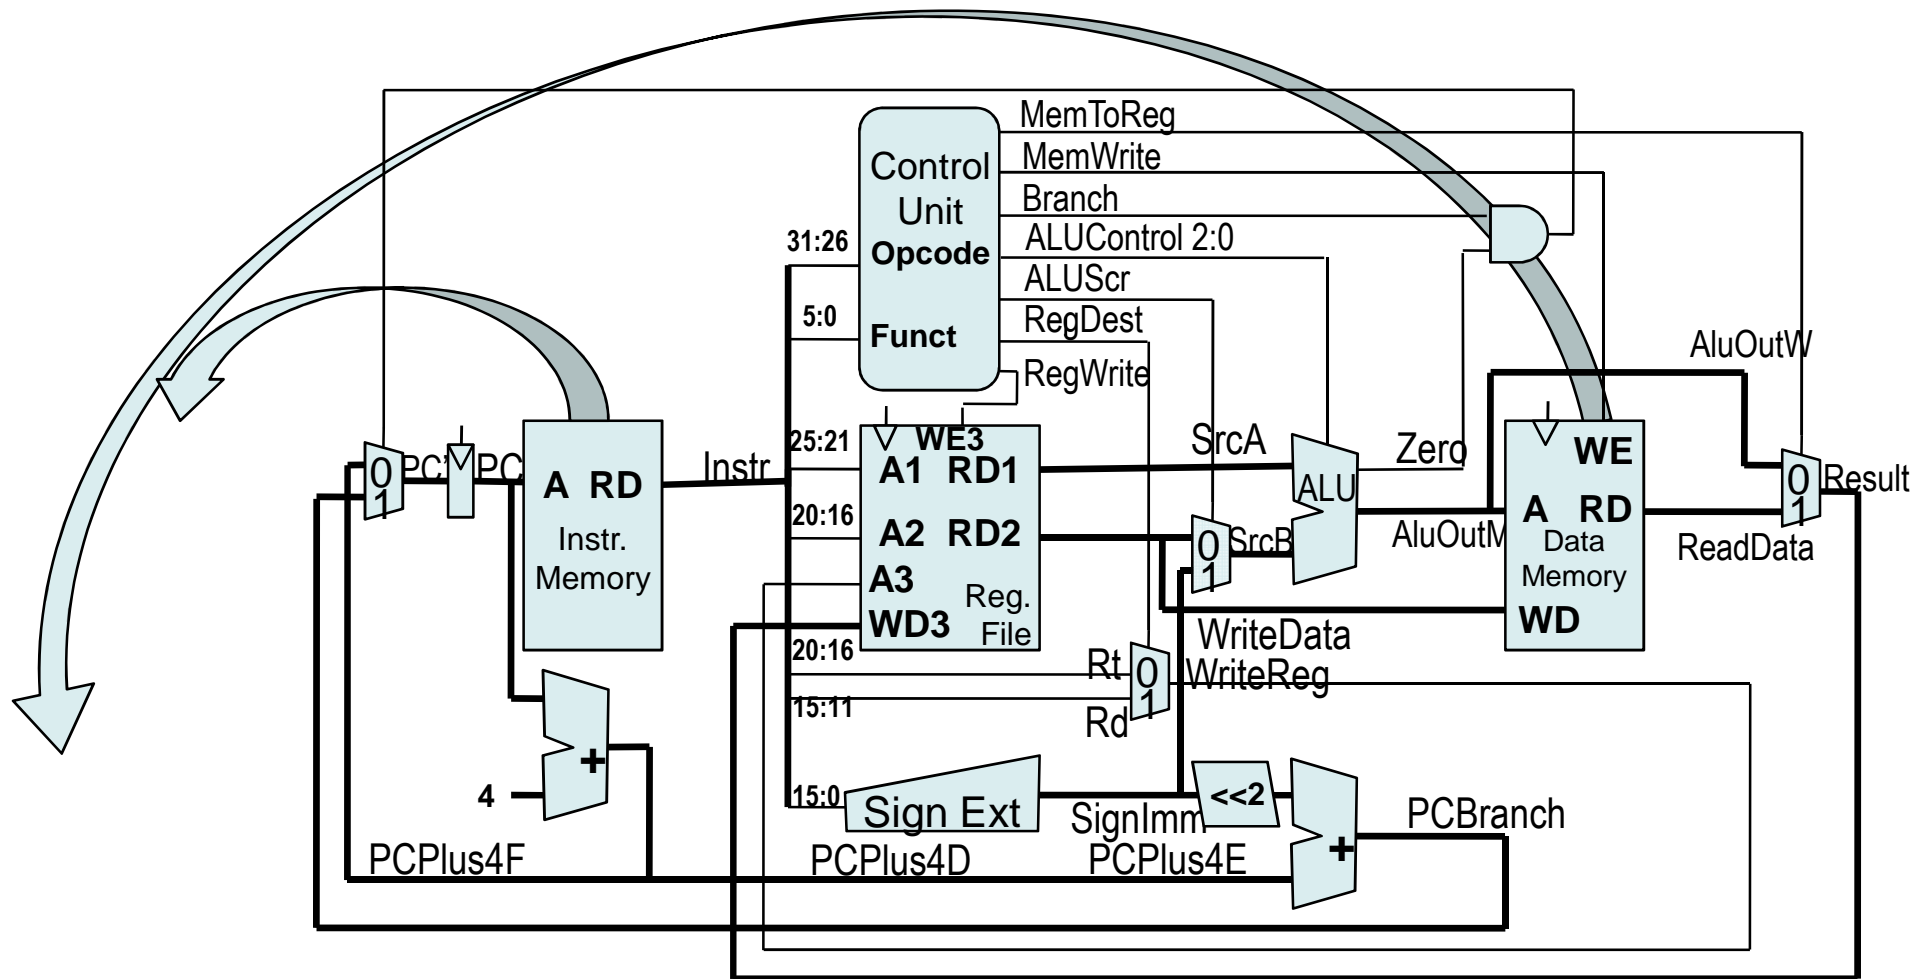 MemToReg
Control
Unit
MemWrite
Branch
31:26
Opcode
ALUControl 2:0
ALUScr
5:0
Funct
RegDest
RegWrite
AluOutW
25:21
WE3
SrcA
Zero
WE
0
1
PC'
PC
A RD
Instr
A1 RD1
ALU
0
1
Result
Instr.
Memory
20:16
A2 RD2
0
1
SrcB
AluOutM
A RD
Data
Memory
ReadData
A3
WD3
Reg.
File
WD
WriteData
20:16
Rt
0
1
WriteReg
15:11
Rd
+
4
15:0
Sign Ext
SignImm
<<2
+
PCBranch
PCPlus4F
PCPlus4D
PCPlus4E